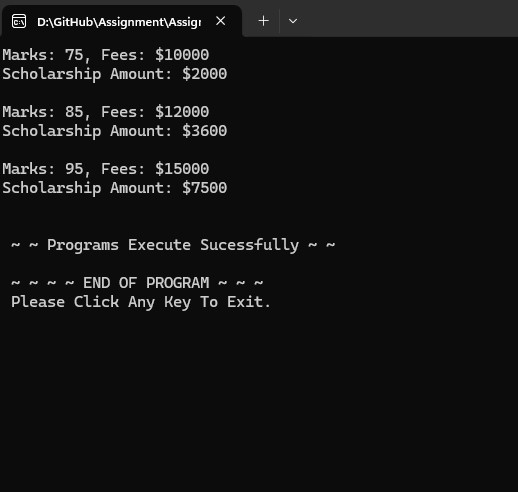 D:\GitHub\Assignment\Assig
Marks: 75, Fees: $10000
Scholarship Amount: $2000
Marks: 85, Fees: $12000
Scholarship Amount: $3600
Marks: 95, Fees: $15000
Scholarship Amount: $7500
~ ~ Programs Execute Sucessfully ~ ~
~ ~ ~ ~ END OF PROGRAM ~ ~ ~
Please Click Any Key To Exit.